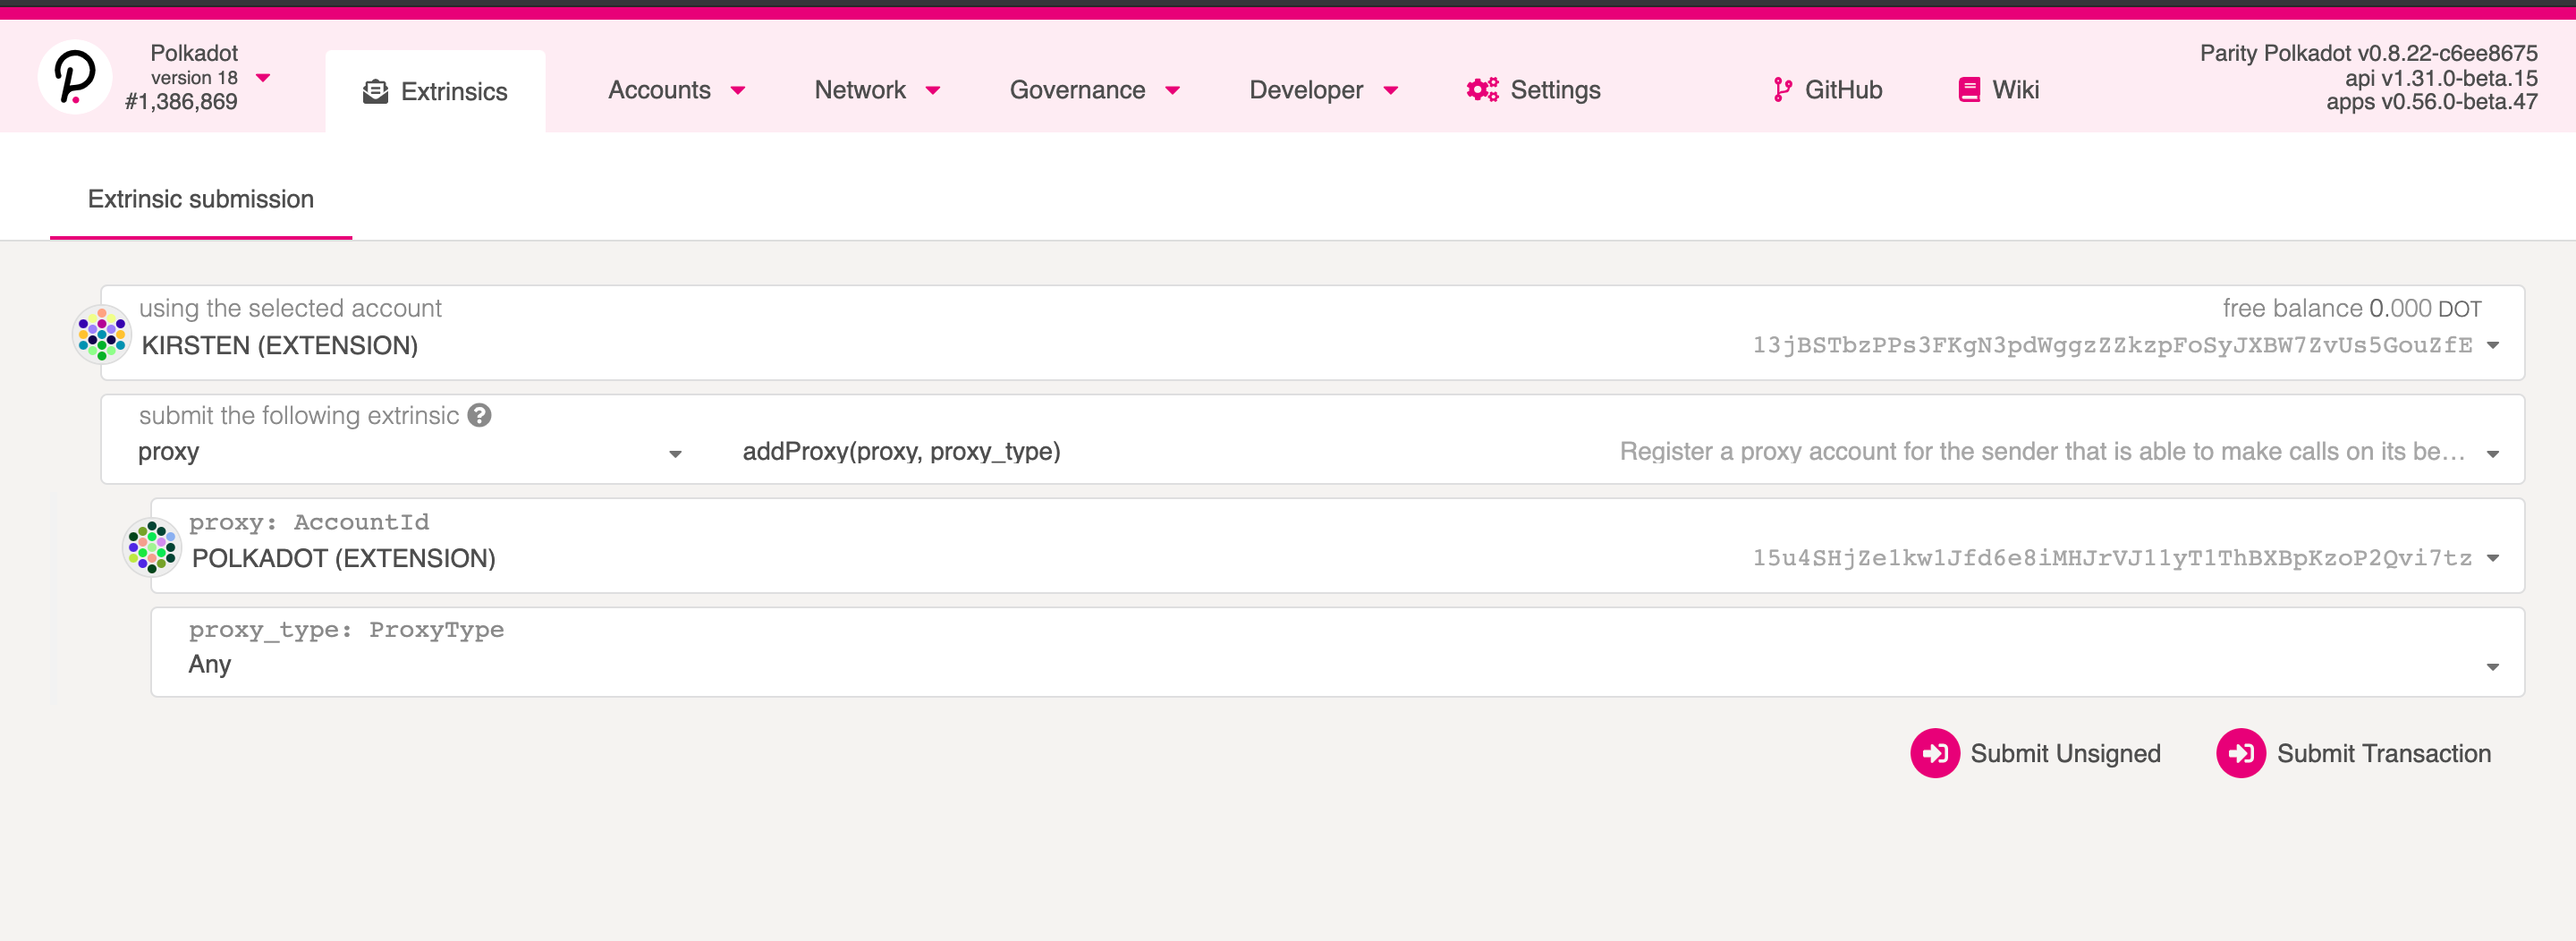 Polkadot
version 18
#1,386,869
Extrinsics
Accounts
Network
Governance
Developer
Settings
GitHub
Wiki
Parity Polkadot v0.8.22-c6ee8675
api v1.31.0-beta.15
apps v0.56.0-beta.47
Extrinsic submission
using the selected account
free balance 0.000 DOT
KIRSTEN (EXTENSION)
13jBSTbzPPs3FKgN3pdWggzZZkzpFoSyJXBW7ZvUs5GouZfE
submit the following extrinsic
proxy
addProxy(proxy, proxy_type)
Register a proxy account for the sender that is able to make calls on its be…
proxy: AccountId
POLKADOT (EXTENSION)
15u4SHjZe1kw1Jfd6e8iMHJrVJ11yT1ThBXBpKzoP2Qvi7tz
proxy_type: ProxyType
Any
Submit Unsigned
Submit Transaction